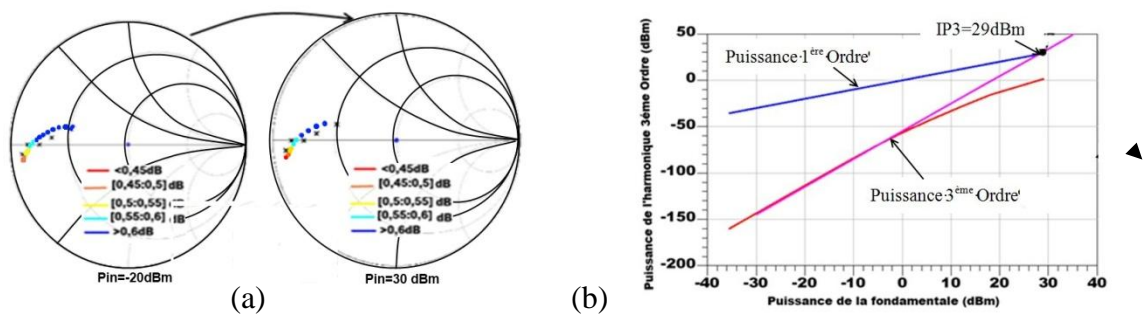 <0,45dB
[0,45:0,5] dB
[0,5:0,55] dB
[0,55:0,6] dB
>0,6dB
Pin=-20dBm
<0,45dB
[0,45:0,5] dB
[0,5:0,55] dB
[0,55:0,6] dB
>0,6dB
Pin=30 dBm
(a)
(b)
Puissance de l'harmonique 3éme Ordre (dBm)
50
0
-50
-100
-150
-200
IP3=29dBm
Puissance 1ère Ordre
Puissance 3ème Ordre
-40 -30 -20 -10 0 10 20 30 40
Puissance de la fondamentale (dBm)